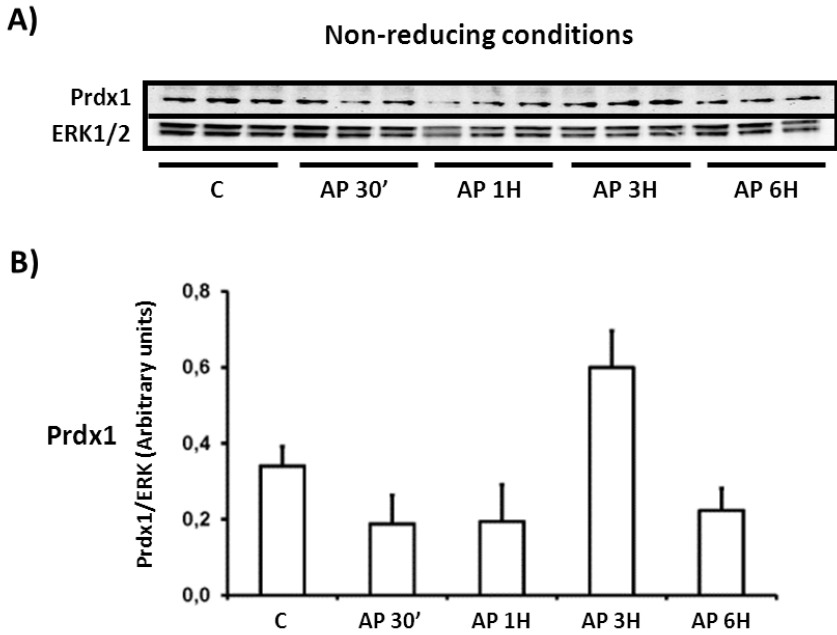 A)
Non-reducing conditions
Prdx1
ERK1/2
C AP 30’ AP 1H AP 3H AP 6H
B)
Prdx1
Prdx1/ERK (Arbitrary units)
0,8
0,6
0,4
0,2
0,0
C AP 30’ AP 1H AP 3H AP 6H